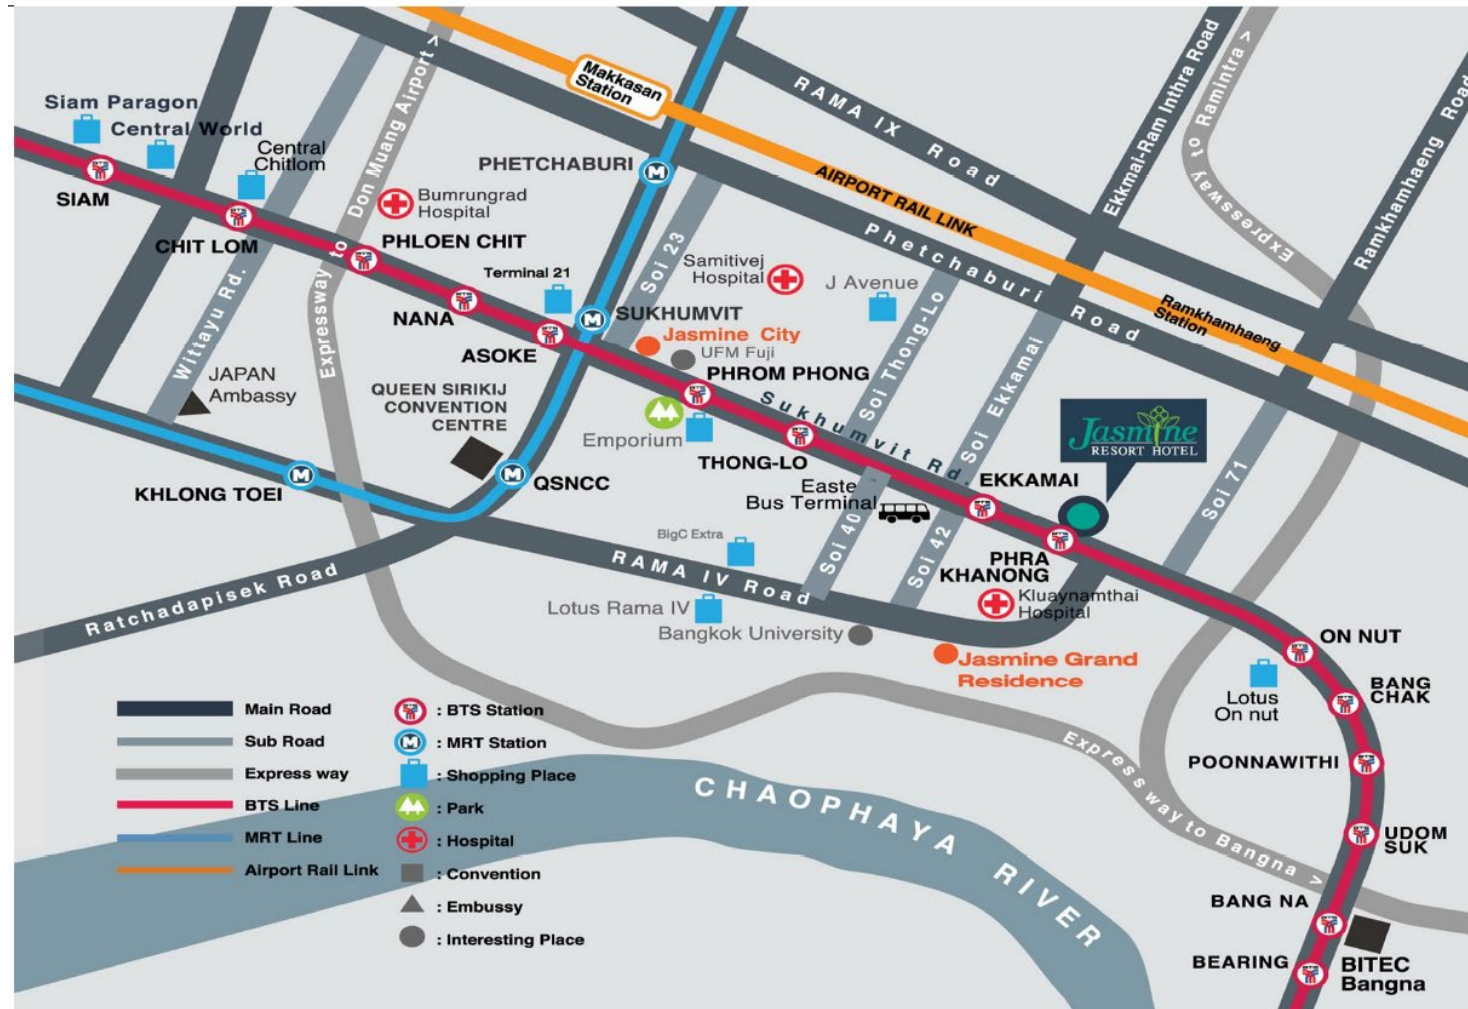 Siam Paragon
Central World
Central
Chitlom
SIAM
CHIT LOM
Wittayu Rd.
Expressway to Don Muang Airport >
Bumrungrad
Hospital
PHLOEN CHIT
NANA
Terminal 21
ASOKE
PHETCHABURI
SUKHUMVIT
Makkasan
Station
AIRPORT RAIL LINK
RAMA IX Road
Phetchaburi Road
Ekkmai-Ram Inthra Road
Expressway to Ramintra >
Ramkhamhaeng Road
Ramkhamhaeng
Station
Soi 23
Samitivej
Hospital
J Avenue
Jasmine City
UFM Fuji
PHROM PHONG
Soi Thong-Lo
Soi Ekkamai
Sukhumvit Rd.
JAPAN
Ambassy
QUEEN SIRIKIJ
CONVENTION
CENTRE
Emporium
THONG-LO
Jasmine
RESORT HOTEL
Soi 71
KHLONG TOEI
QSNCC
Easte
Bus Terminal
EKKAMAI
Soi 40
Soi 42
PHRA
KHANONG
BigC Extra
RAMA IV Road
Ratchadapisek Road
Lotus Rama IV
Bangkok University
Kluaynamthai
Hospital
Jasmine Grand
Residence
ON NUT
BANG
CHAK
Lotus
On nut
POONNAWITHI
Expressway to Bangna >
UDOM
SUK
BANG NA
BEARING
BITEC
Bangna
CHAOPHAYA RIVER
Main Road
Sub Road
Express way
BTS Line
MRT Line
Airport Rail Link
: BTS Station
: MRT Station
: Shopping Place
: Park
: Hospital
: Convention
: Embussy
: Interesting Place